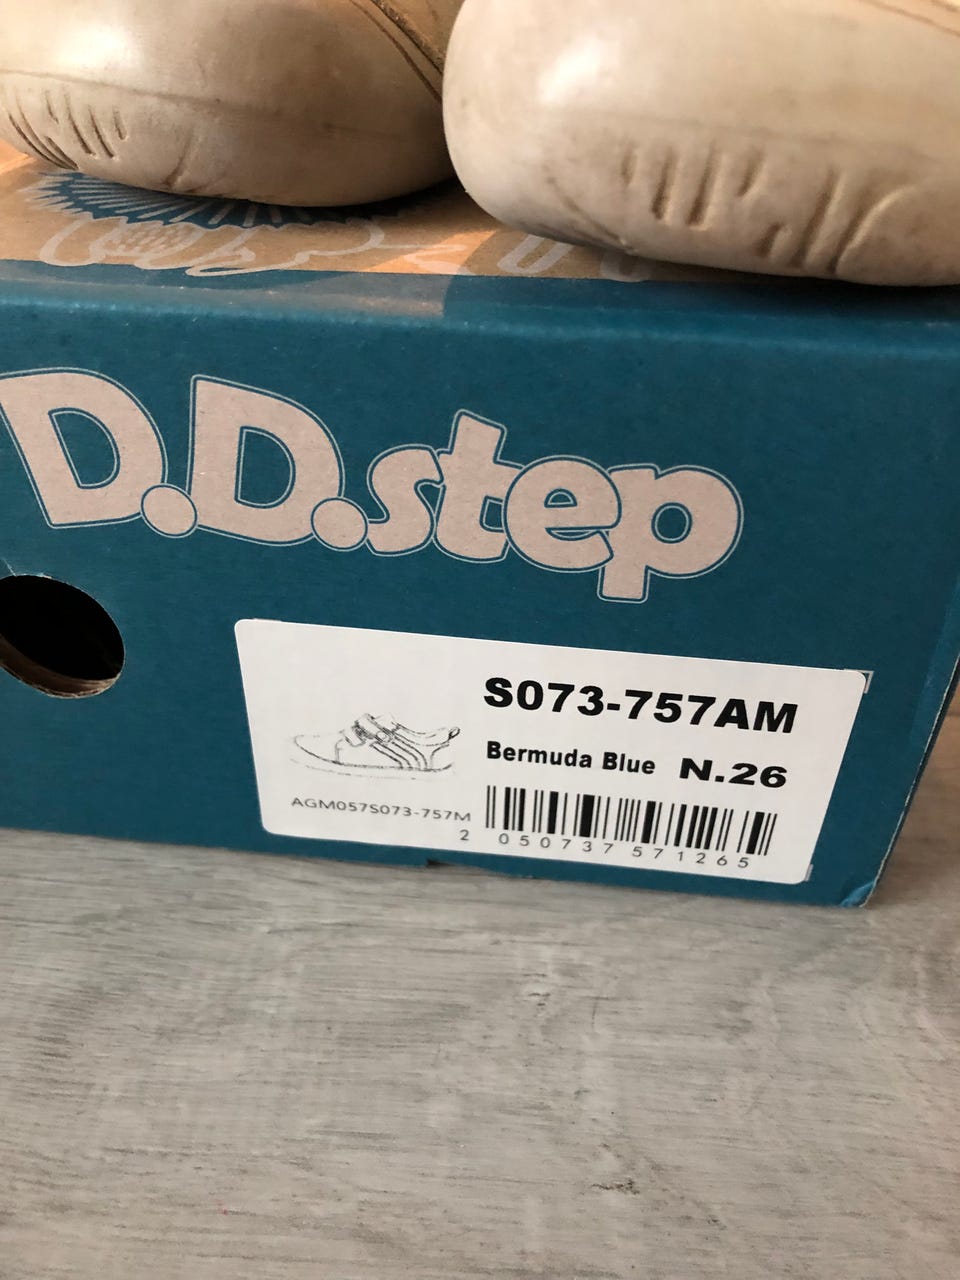 D.D.step
S073-757AM
Bermuda Blue N.26
AGM057S073-757M
2 050737 571265